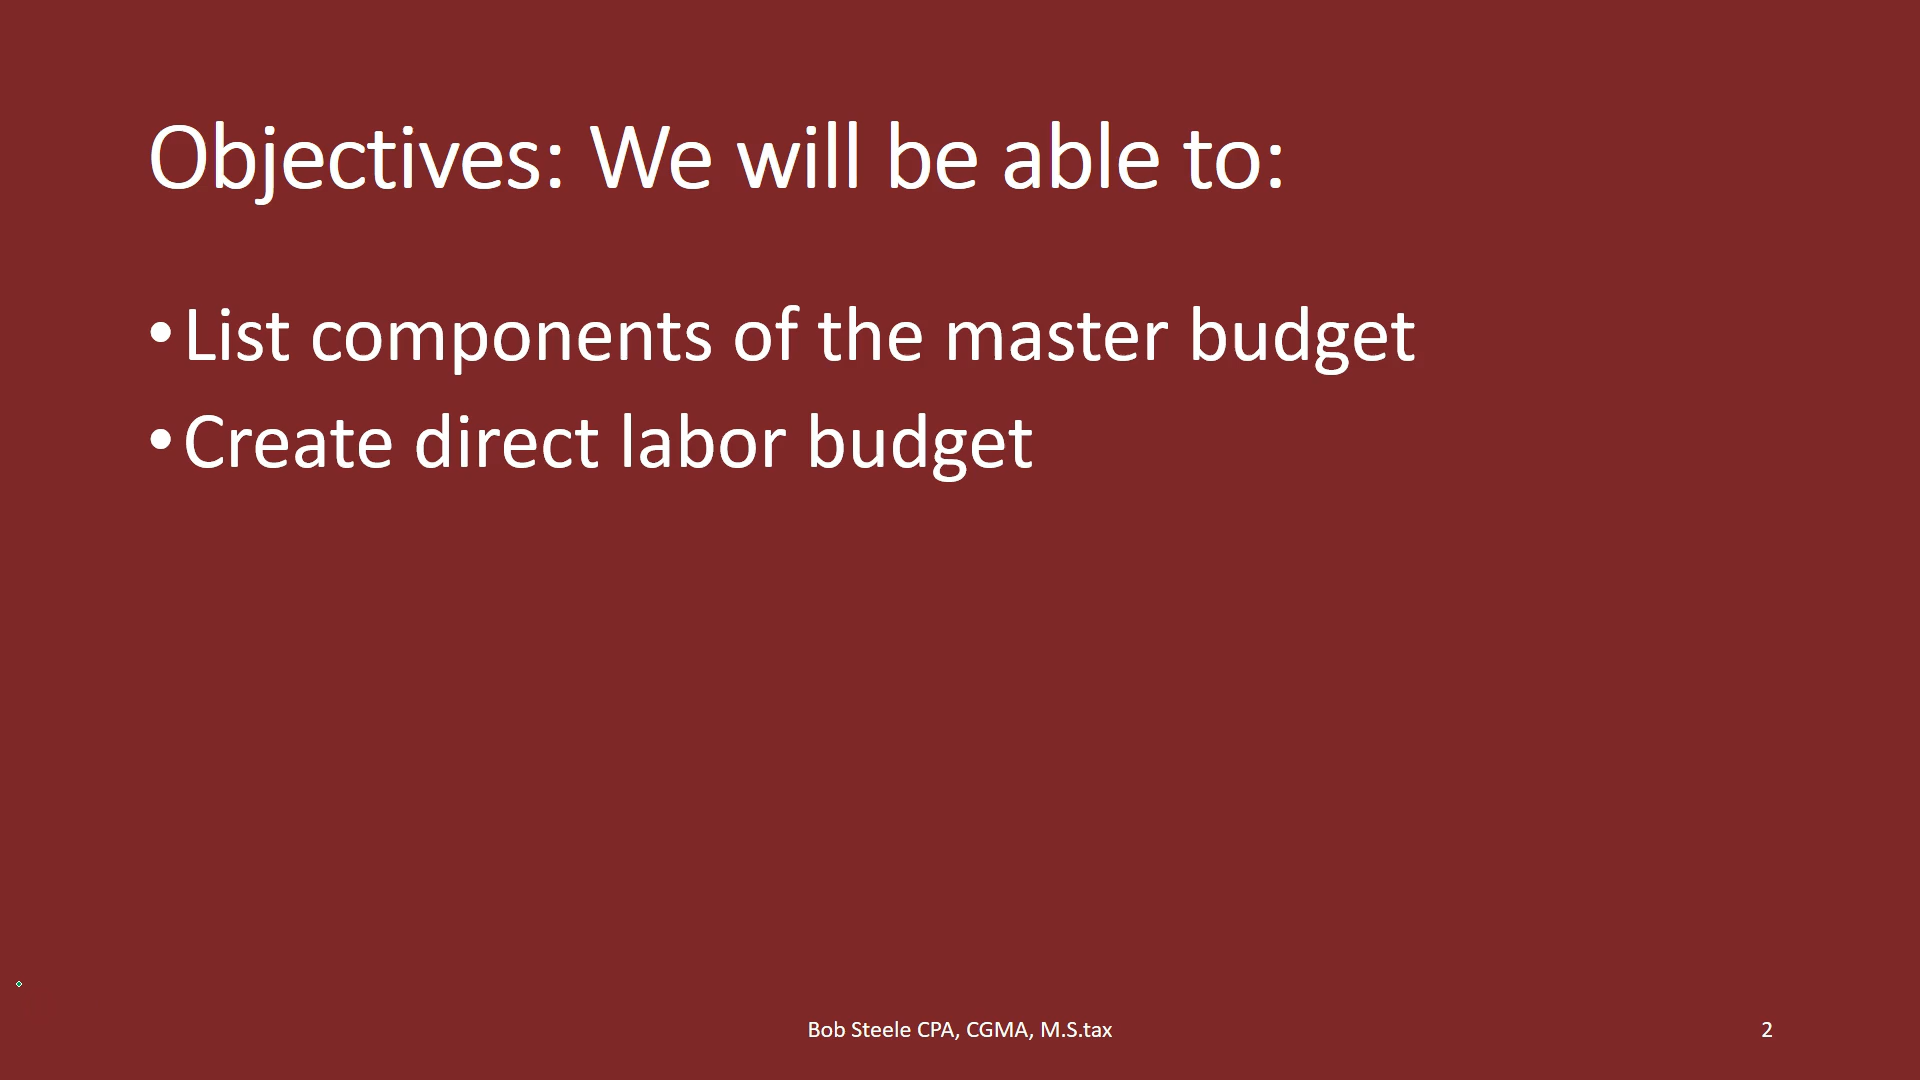 Objectives: We will be able to:
•List components of the master budget
•Create direct labor budget
Bob Steele CPA, CGMA, M.S.tax
2